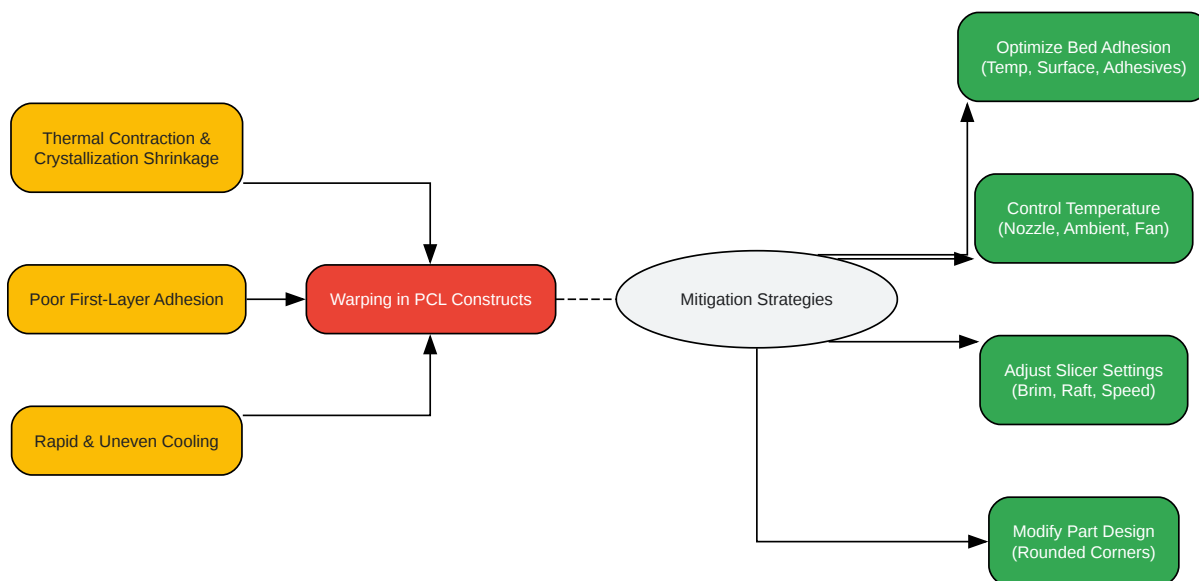 Thermal Contraction &
Crystallization Shrinkage
Poor First-Layer Adhesion
Rapid & Uneven Cooling
Warping in PCL Constructs
Mitigation Strategies
Optimize Bed Adhesion
(Temp, Surface, Adhesives)
Control Temperature
(Nozzle, Ambient, Fan)
Adjust Slicer Settings
(Brim, Raft, Speed)
Modify Part Design
(Rounded Corners)